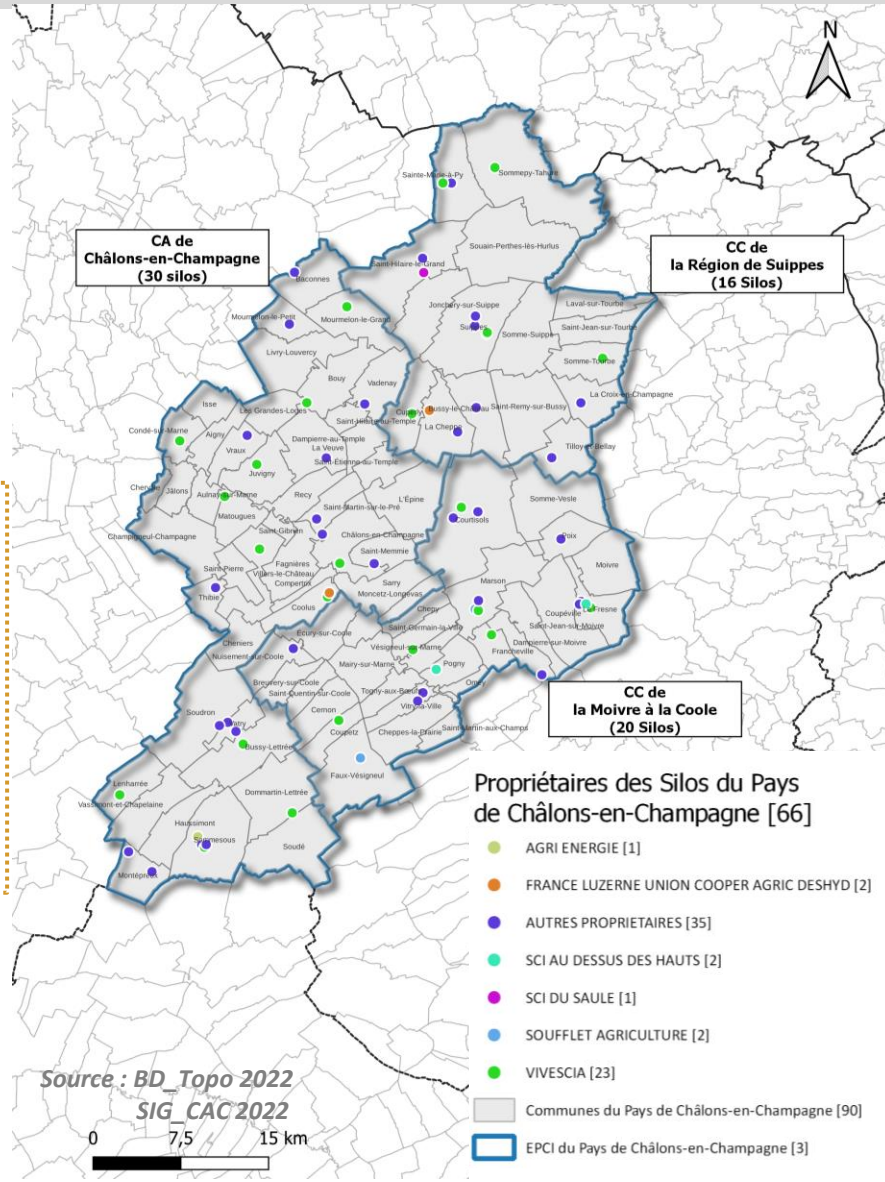 N
Sainte-Marie-à-Py
Sommepy-Tahure
CA de
Châlons-en-Champagne
(30 silos)
Souain-Perthes-lès-Hurlus
CC de
la Région de Suippes
(16 Silos)
Saint-Hilaire-le-Grand
Baconnes
Mourmelon-le-Petit
Mourmelon-le-Grand
Jonchery-sur-Suippe
Suippes
Somme-Suippe
Laval-sur-Tourbe
Saint-Jean-sur-Tourbe
Somme-Tourbe
Livry-Louvercy
Bouy
Vadenay
Les Grandes-Loges
Saint-Hilaire-au-Temple
Cuperly
Bussy-le-Château
La Cheppe
Saint-Remy-sur-Bussy
La Croix-en-Champagne
Tilloy-et-Bellay
Isse
Condé-sur-Marne
Aigny
Vraux
Dampierre-au-Temple
La Veuve
Saint-Étienne-au-Temple
Juvigny
Cherville
Jâlons
Aulnay-sur-Marne
Recy
L'Épine
Matougues
Saint-Martin-sur-le-Pré
Champigneul-Champagne
Saint-Gibrien
Châlons-en-Champagne
Fagnières
Saint-Memmie
Saint-Pierre
Villers-le-Château
Compertrix
Sarry
Thibie
Coolus
Moncetz-Longevas
Courtisols
Somme-Vesle
Poix
Moivre
Marson
Coupéville
Le Fresne
Saint-Jean-sur-Moivre
Dampierre-sur-Moivre
Francheville
Chepy
Saint-Germain-la-Ville
Vésigneul-sur-Marne
Écury-sur-Coole
Cheniers
Nuisement-sur-Coole
Mairy-sur-Marne
Pogny
Omey
Breuvery-sur-Coole
Saint-Quentin-sur-Coole
Togny-aux-Bœufs
Vitry-la-Ville
Cernon
Coupetz
Cheppes-la-Prairie
Saint-Martin-aux-Champs
Faux-Vésigneul
CC de
la Moivre à la Coole
(20 Silos)
Soudron
Vatry
Bussy-Lettrée
Lenharrée
Vassimont-et-Chapelaine
Dommartin-Lettrée
Haussimont
Sommesous
Soudé
Montépreux
Propriétaires des Silos du Pays
de Châlons-en-Champagne [66]
AGRI ENERGIE [1]
FRANCE LUZERNE UNION COOPER AGRIC DESHYD [2]
AUTRES PROPRIETAIRES [35]
SCI AU DESSUS DES HAUTS [2]
SCI DU SAULE [1]
SOUFFLET AGRICULTURE [2]
VIVESCIA [23]
Communes du Pays de Châlons-en-Champagne [90]
EPCI du Pays de Châlons-en-Champagne [3]
Source : BD_Topo 2022
SIG_CAC 2022
0 7,5 15 km